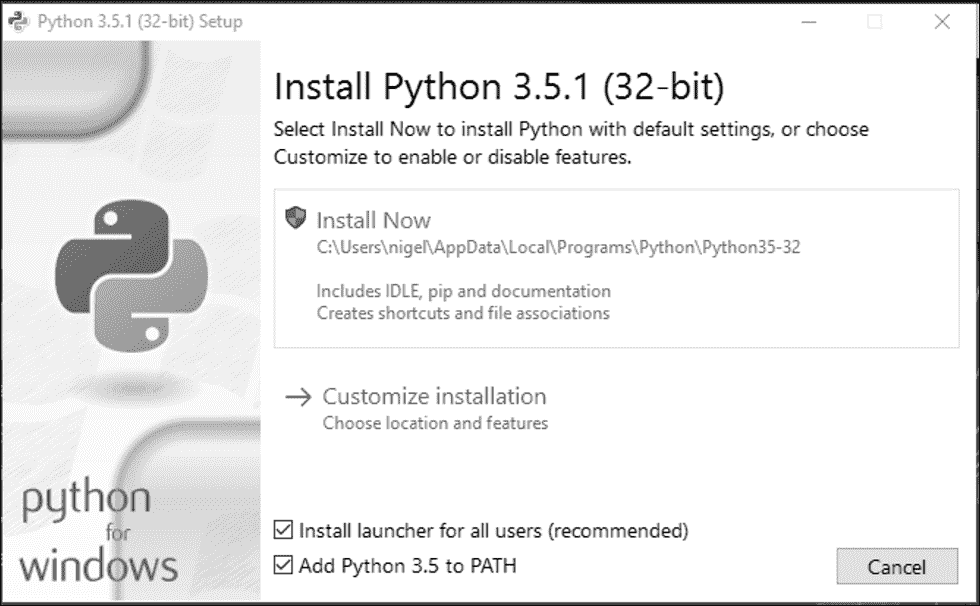 Python 3.5.1 (32-bit) Setup
Install Python 3.5.1 (32-bit)
Select Install Now to install Python with default settings, or choose
Customize to enable or disable features.
Install Now
C:\Users\nigel\AppData\Local\Programs\Python\Python35-32
Includes IDLE, pip and documentation
Creates shortcuts and file associations
Customize installation
Choose location and features
python
for
windows
Install launcher for all users (recommended)
Add Python 3.5 to PATH
Cancel